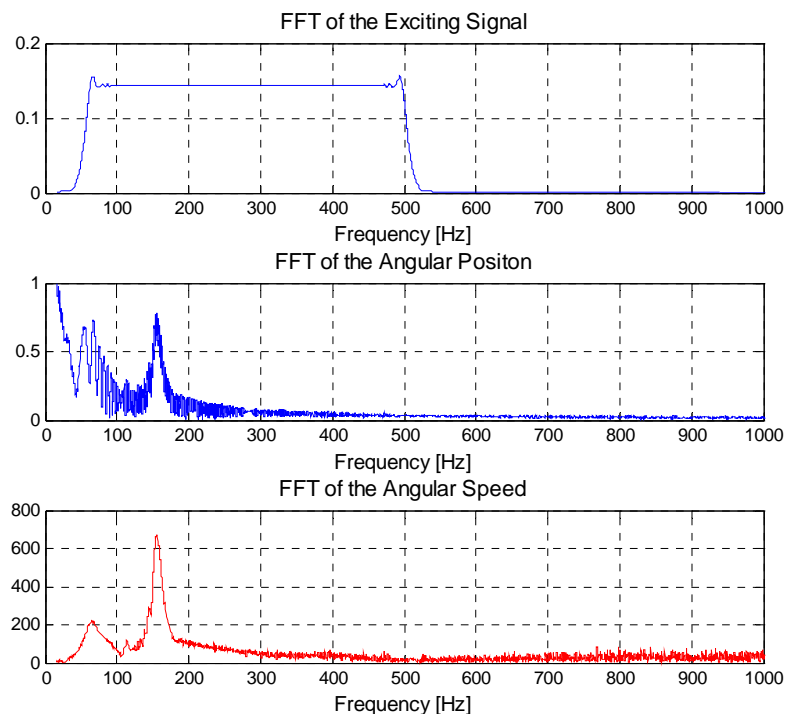 FFT of the Exciting Signal
0.2
0.1
0
0 100 200 300 400 500 600 700 800 900 1000
Frequency [Hz]
FFT of the Angular Positon
1
0.5
0
0 100 200 300 400 500 600 700 800 900 1000
Frequency [Hz]
FFT of the Angular Speed
800
600
400
200
0
0 100 200 300 400 500 600 700 800 900 1000
Frequency [Hz]